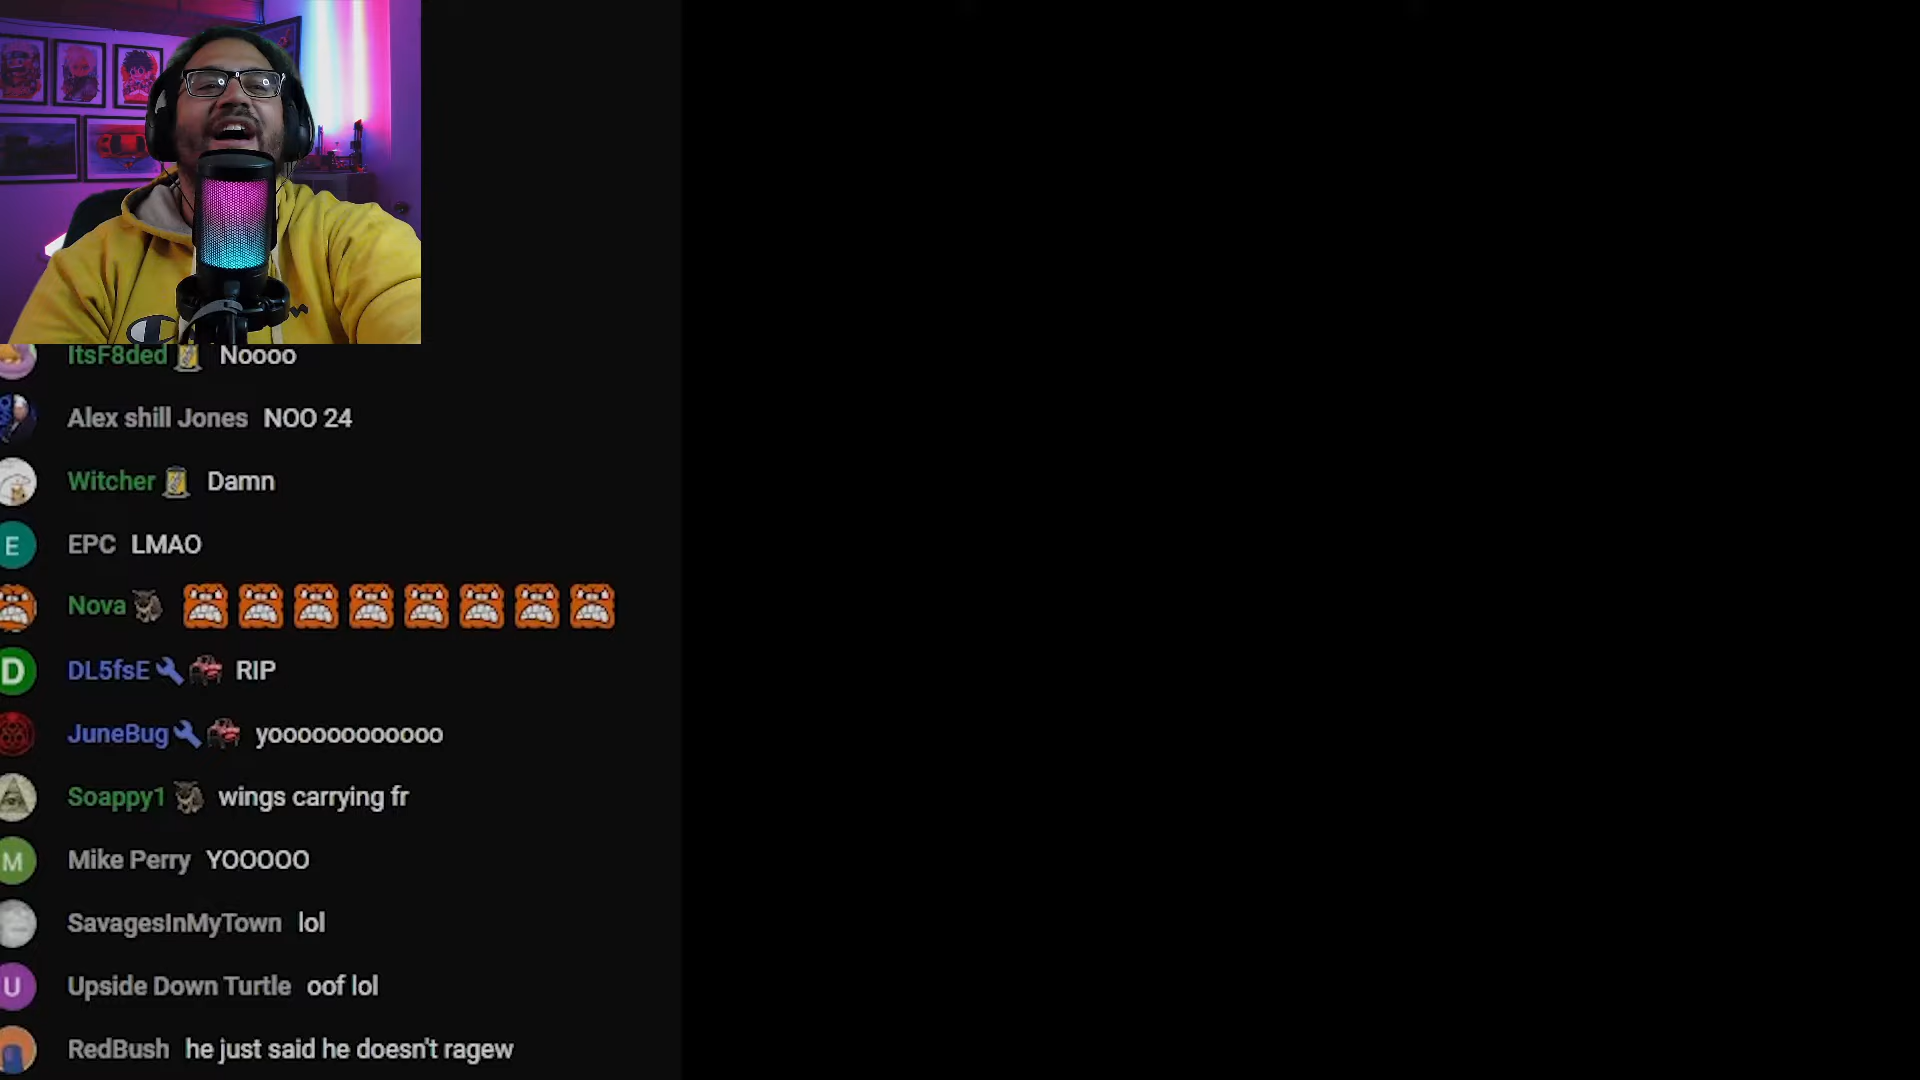 ItsF8ded Noooo
Alex shill Jones NOO 24
Witcher Damn
E EPC LMAO
Nova
D DL5fsE RIP
JuneBug yoooooooooooo
Soappy1 wings carrying fr
M Mike Perry YOOOOO
SavagesInMyTown lol
U Upside Down Turtle oof lol
RedBush he just said he doesn't ragew